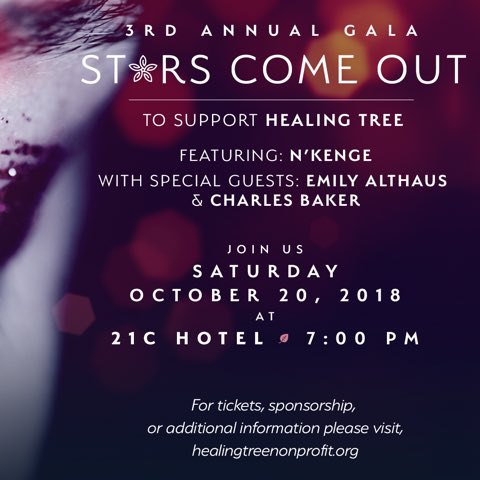 3RD ANNUAL GALA
STARS COME OUT
TO SUPPORT HEALING TREE
FEATURING: N'KENGE
WITH SPECIAL GUESTS: EMILY ALTHAUS
& CHARLES BAKER
JOIN US
SATURDAY
OCTOBER 20, 2018
AT
21C HOTEL 7:00 PM
For tickets, sponsorship,
or additional information please visit,
healingtreenonprofit.org